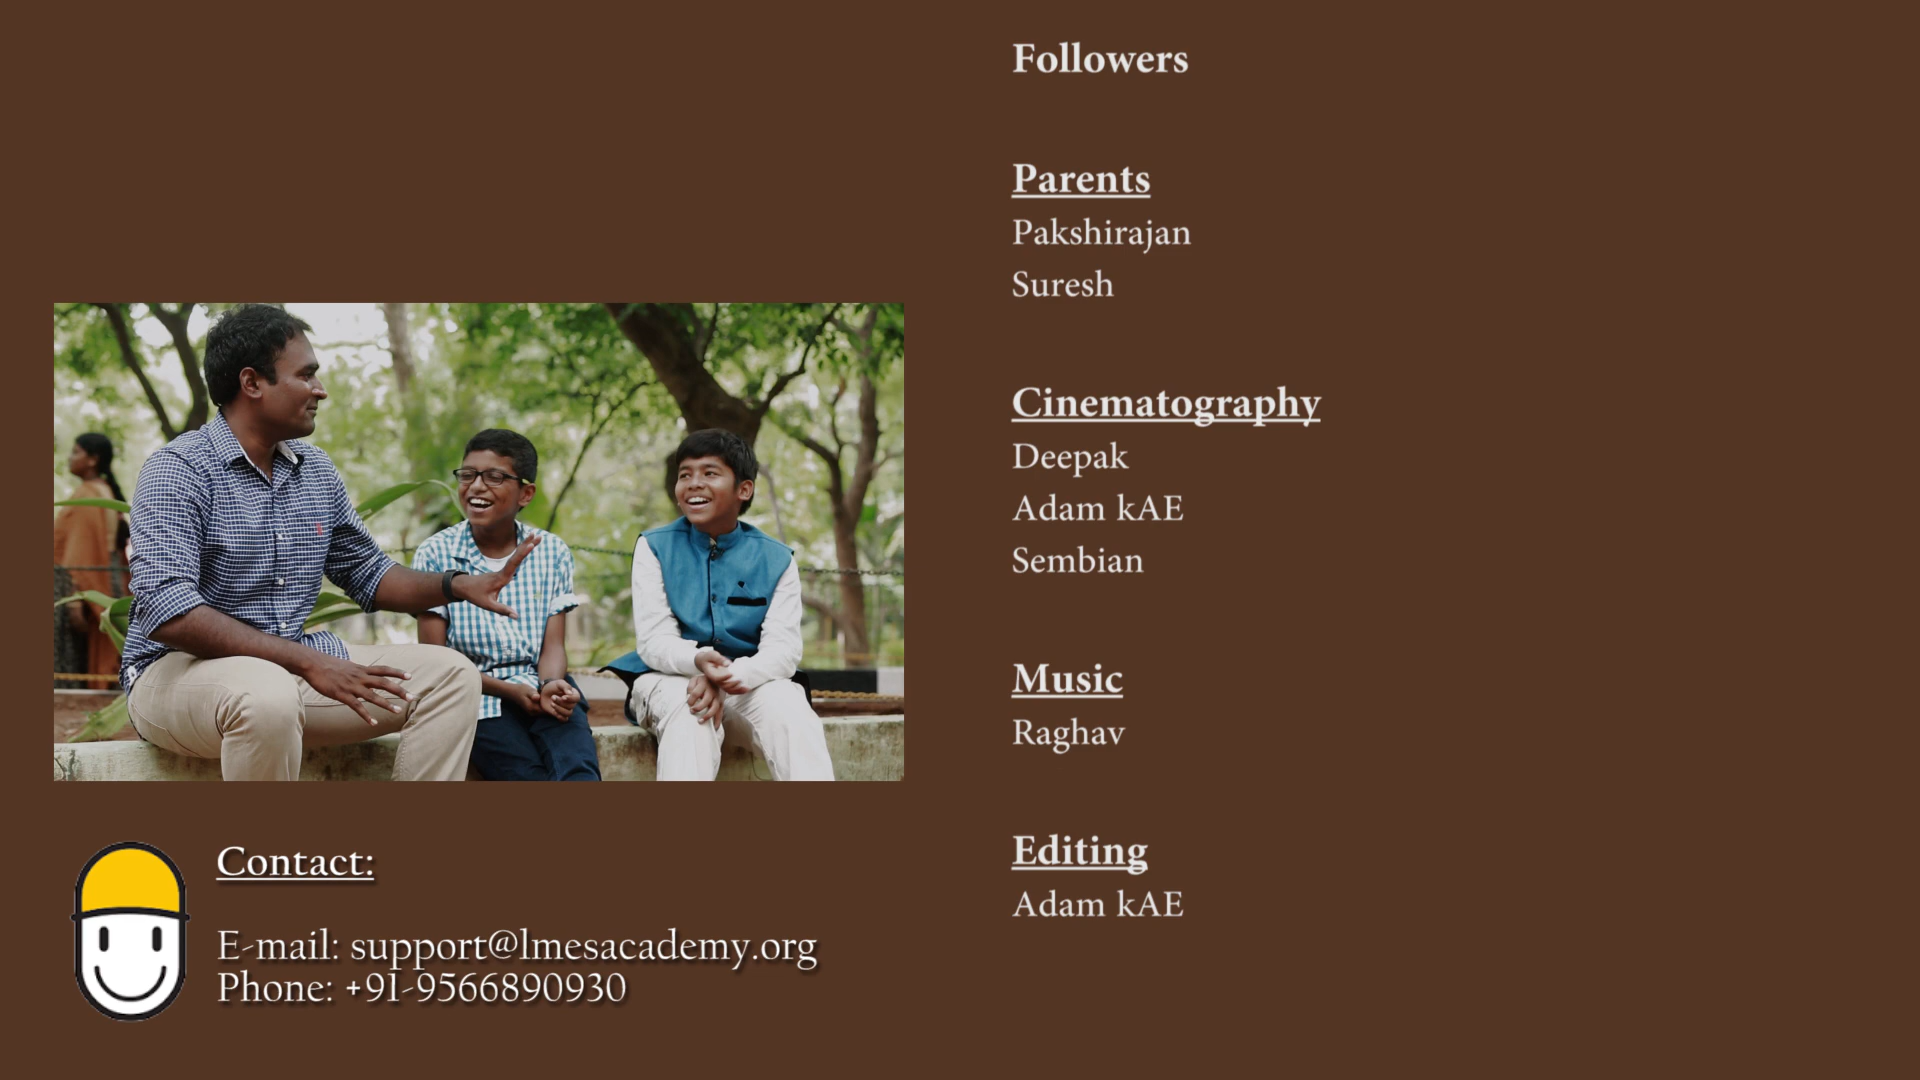 Followers
Parents
Pakshirajan
Suresh
Cinematography
Deepak
Adam kAE
Sembian
Music
Raghav
Editing
Adam kAE
Contact:
E-mail: support@lmesacademy.org
Phone: +91-9566890930